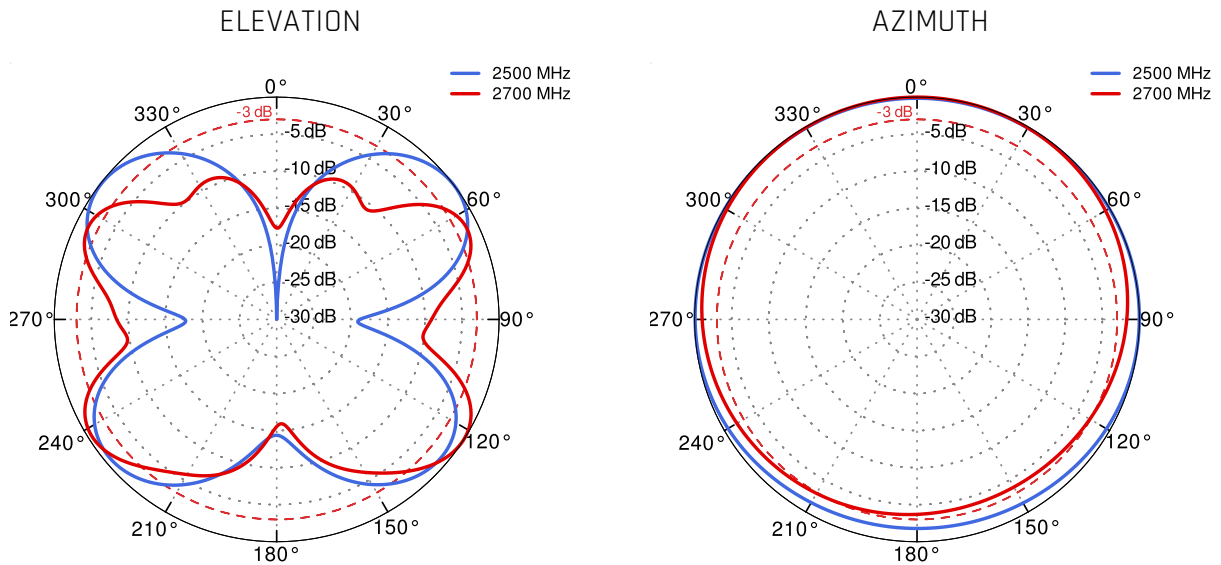 ELEVATION
2500 MHz
2700 MHz
0°
-3 dB
330°
30°
-5 dB
-10 dB
300°
60°
-15 dB
-20 dB
-25 dB
270°
-30 dB
90°
240°
120°
210°
150°
180°
AZIMUTH
2500 MHz
2700 MHz
0°
-3 dB
330°
30°
-5 dB
-10 dB
300°
60°
-15 dB
-20 dB
-25 dB
270°
-30 dB
90°
240°
120°
210°
150°
180°